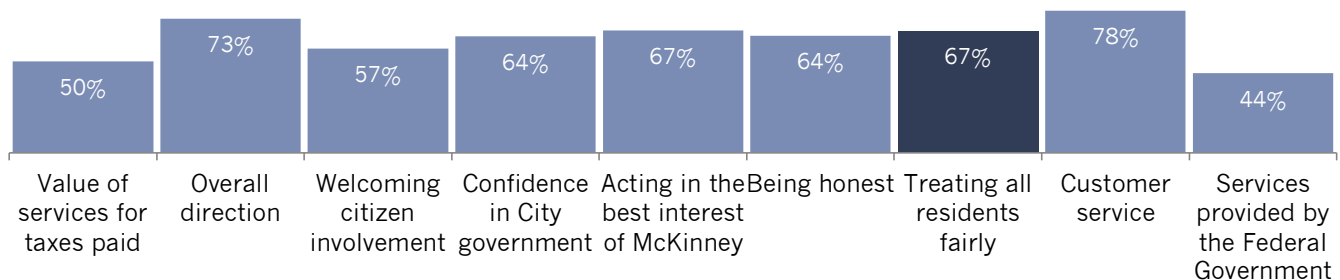 50%
73%
57%
64%
67%
64%
67%
78%
44%
Value of
services for
taxes paid
Overall
direction
Welcoming
citizen
involvement
Confidence
in City
government
Acting in the
best interest
of McKinney
Being honest
Treating all
residents
fairly
Customer
service
Services
provided by
the Federal
Government